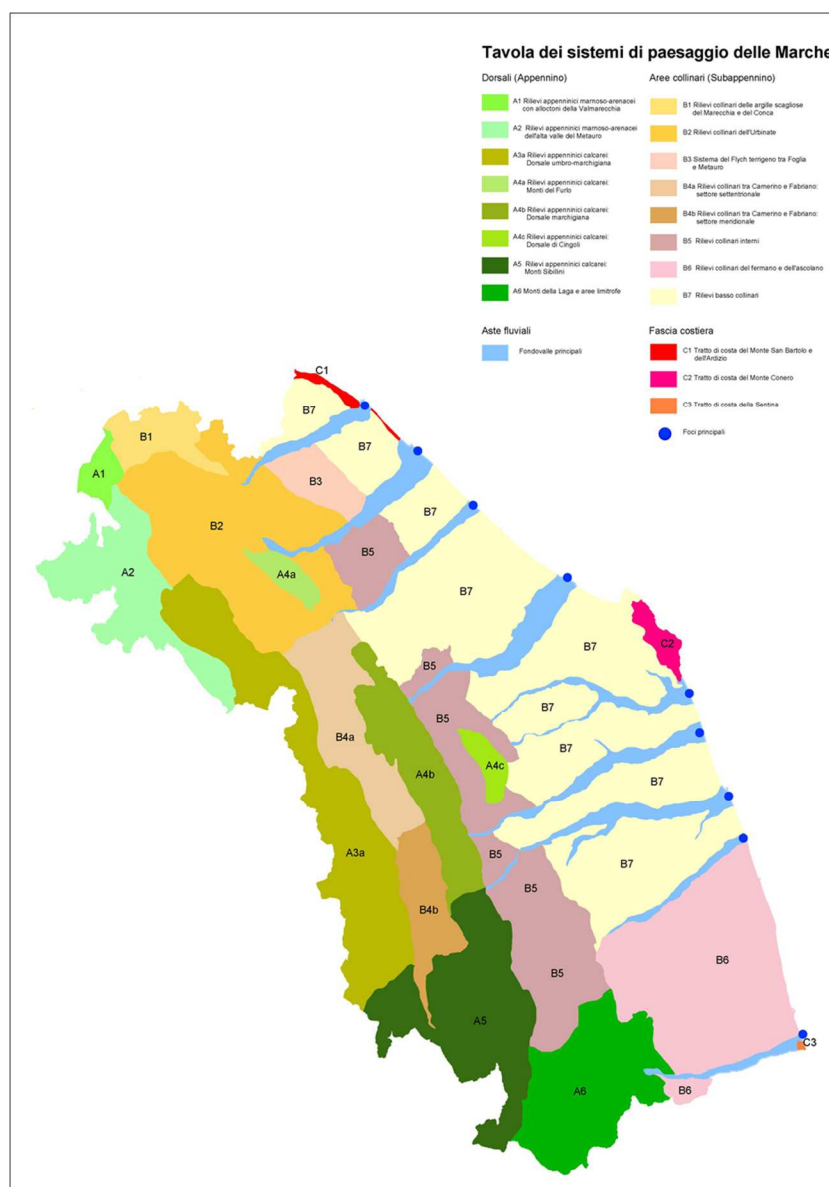 Tavola dei sistemi di paesaggio delle Marche
Dorsali (Appennino)
A1 Rilievi appenninici marnoso-arenacei
con alloctoni della Valmarecchia
A2 Rilievi appenninici marnoso-arenacei
dell'alta valle del Metauro
A3a Rilievi appenninici calcarei:
Dorsale umbro-marchigiana
A4a Rilievi appenninici calcarei:
Monti del Furlo
A4b Rilievi appenninici calcarei:
Dorsale marchigiana
A4c Rilievi appenninici calcarei:
Dorsale di Cingoli
A5 Rilievi appenninici calcarei:
Monti Sibillini
A6 Monti della Laga e aree limitrofe
Aree collinari (Subappennino)
B1 Rilievi collinari delle argille scagliose
del Marecchia e del Conca
B2 Rilievi collinari dell'Urbinate
B3 Sistema del Flych terrigeno tra Foglia
e Metauro
B4a Rilievi collinari tra Camerino e Fabriano:
settore settentrionale
B4b Rilievi collinari tra Camerino e Fabriano:
settore meridionale
B5 Rilievi collinari interni
B6 Rilievi collinari del fermano e dell'ascolano
B7 Rilievi basso collinari
Aste fluviali
Fondovalle principali
Fascia costiera
C1 Tratto di costa del Monte San Bartolo e
dell'Ardizio
C2 Tratto di costa del Monte Conero
C3 Tratto di costa della Sentina
Foci principali
C1
B7
B1
B7
A1
B3
B7
B2
B5
A4a
A2
B7
C2
B7
B5
B7
B5
B4a
B7
A4c
A4b
B7
A3a
B5
B7
B5
B4b
B6
B5
A5
C3
A6
B6